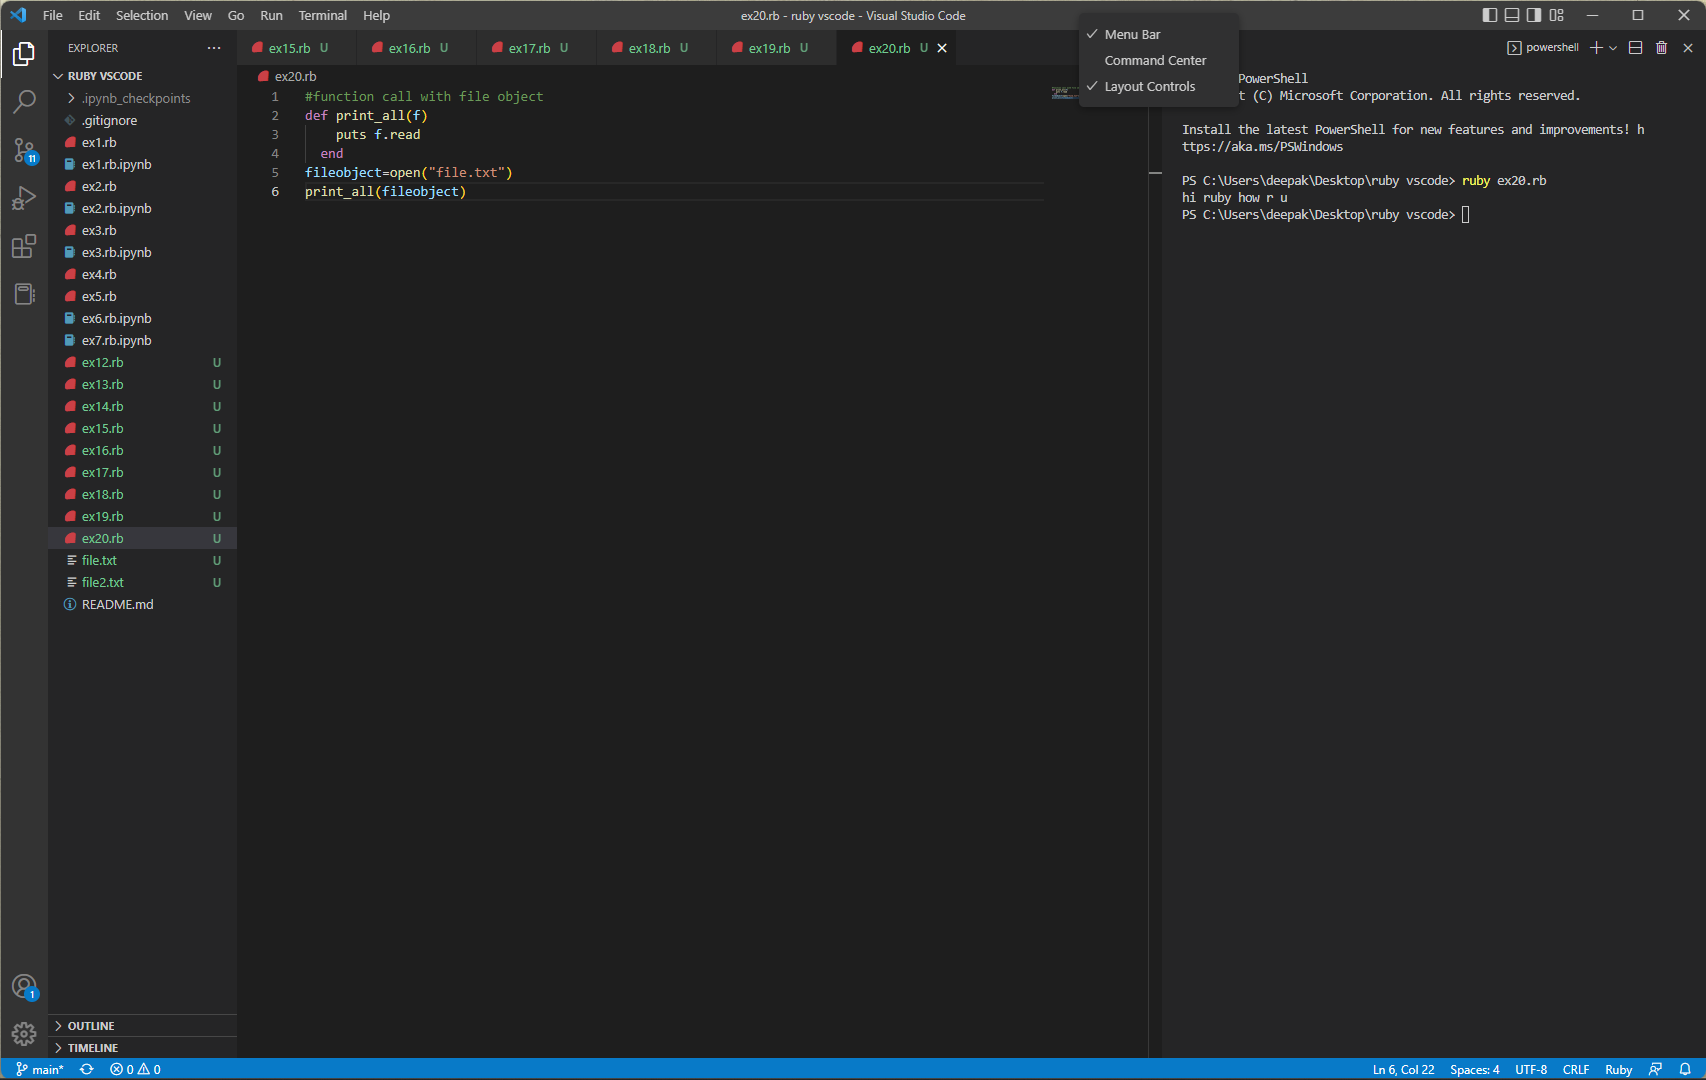 File Edit Selection View Go Run Terminal Help
ex20.rb - ruby vscode - Visual Studio Code
Menu Bar
Command Center
Layout Controls
EXPLORER
RUBY VSCODE
.ipynb_checkpoints
.gitignore
ex1.rb
ex1.rb.ipynb
ex2.rb
ex2.rb.ipynb
ex3.rb
ex3.rb.ipynb
ex4.rb
ex5.rb
ex6.rb.ipynb
ex7.rb.ipynb
ex12.rb U
ex13.rb U
ex14.rb U
ex15.rb U
ex16.rb U
ex17.rb U
ex18.rb U
ex19.rb U
ex20.rb U
file.txt U
file2.txt U
README.md
OUTLINE
TIMELINE
11
1
ex15.rb U ex16.rb U ex17.rb U ex18.rb U ex19.rb U ex20.rb U
ex20.rb
1 #function call with file object
2 def print_all(f)
3 puts f.read
4 end
5 fileobject=open("file.txt")
6 print_all(fileobject)
powershell
PowerShell
t (C) Microsoft Corporation. All rights reserved.
Install the latest PowerShell for new features and improvements! h
ttps://aka.ms/PSWindows
PS C:\Users\deepak\Desktop\ruby vscode> ruby ex20.rb
hi ruby how r u
PS C:\Users\deepak\Desktop\ruby vscode>
main* 0 0
Ln 6, Col 22 Spaces: 4 UTF-8 CRLF Ruby